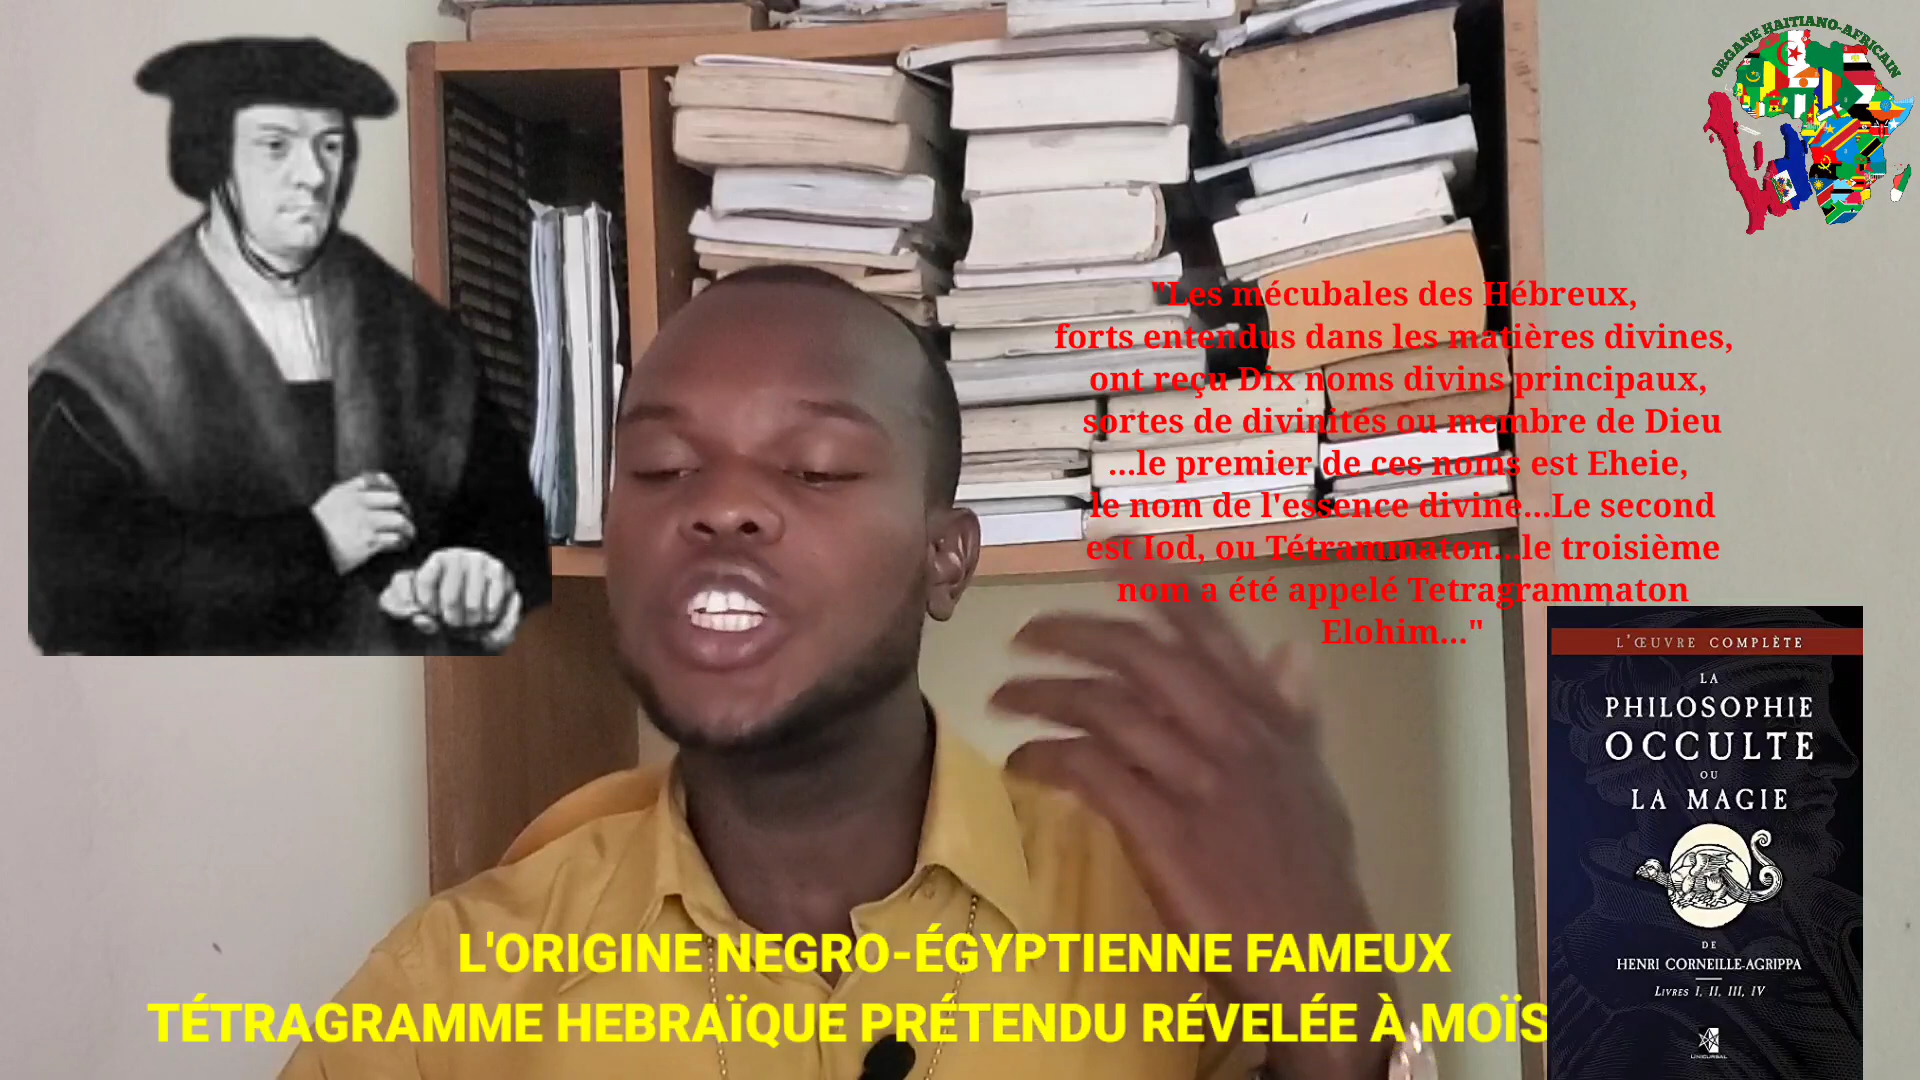 ORGANE HAITIANO-AFRICAIN
"Les mécubales des Hébreux,
forts entendus dans les matières divines,
ont reçu Dix noms divins principaux,
sortes de divinités ou membre de Dieu
...le premier de ces noms est Eheie,
le nom de l'essence divine...Le second
est Iod, ou Tétrammaton...le troisième
nom a été appelé Tetragrammaton
Elohim..."
L'ŒUVRE COMPLÈTE
LA
PHILOSOPHIE
OCCULTE
OU
LA MAGIE
DE
HENRI CORNEILLE-AGRIPPA
LIVRES I, II, III, IV
UNICURSAL
L'ORIGINE NEGRO-ÉGYPTIENNE FAMEUX
TÉTRAGRAMME HEBRAÏQUE PRÉTENDU RÉVELÉE À MOÏS